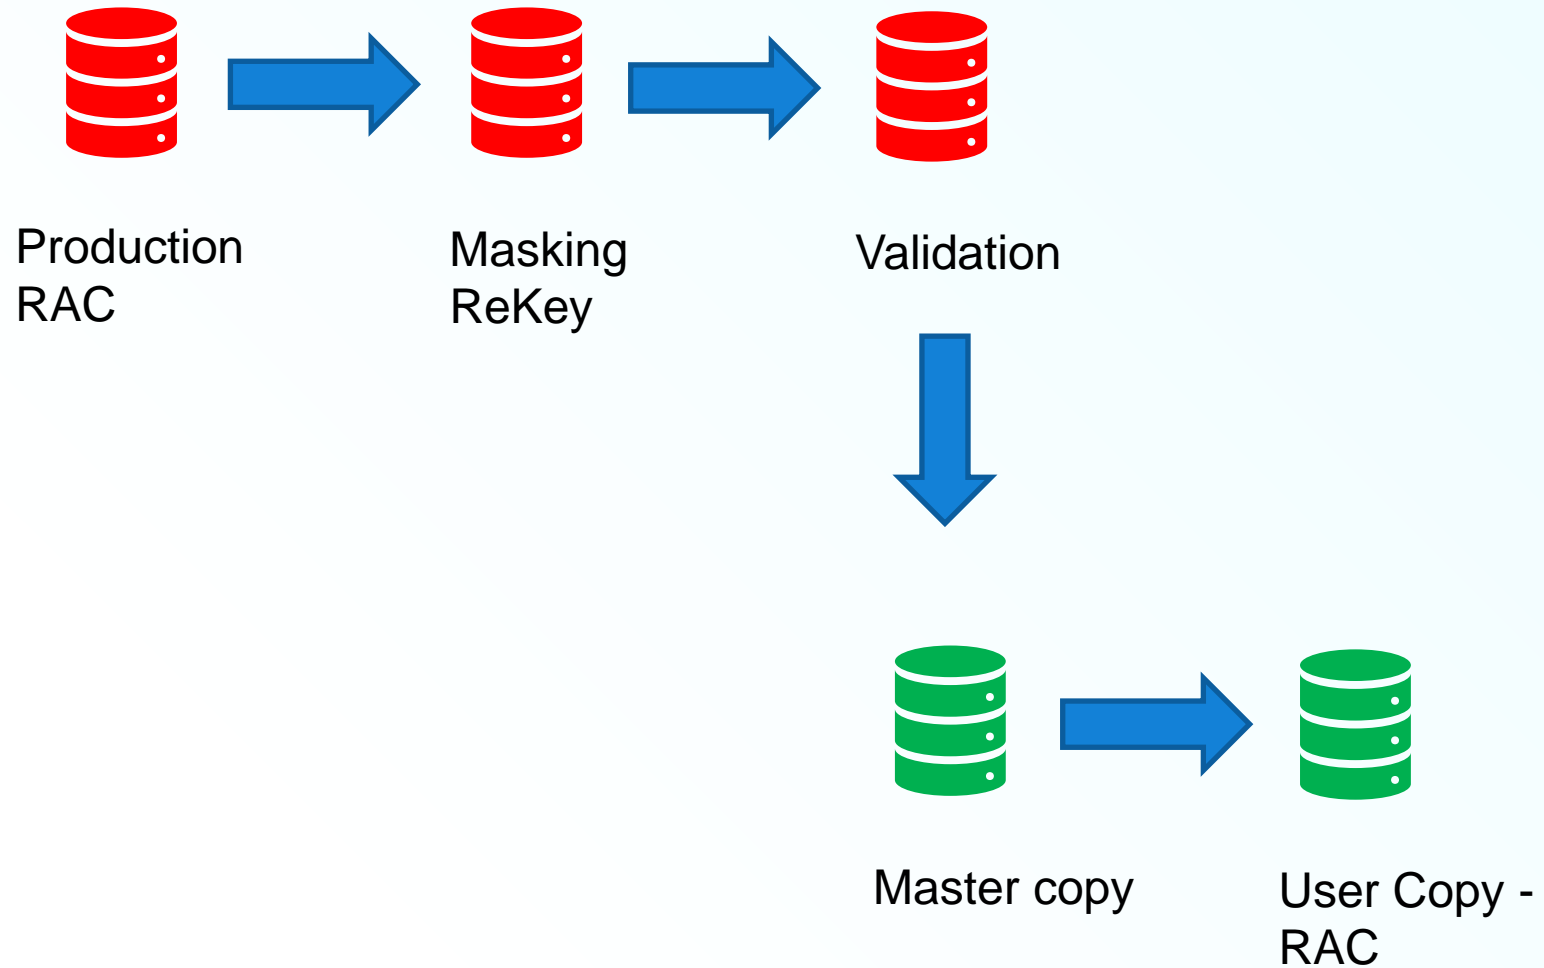 Production
RAC
Masking
ReKey
Validation
Master copy
User Copy -
RAC